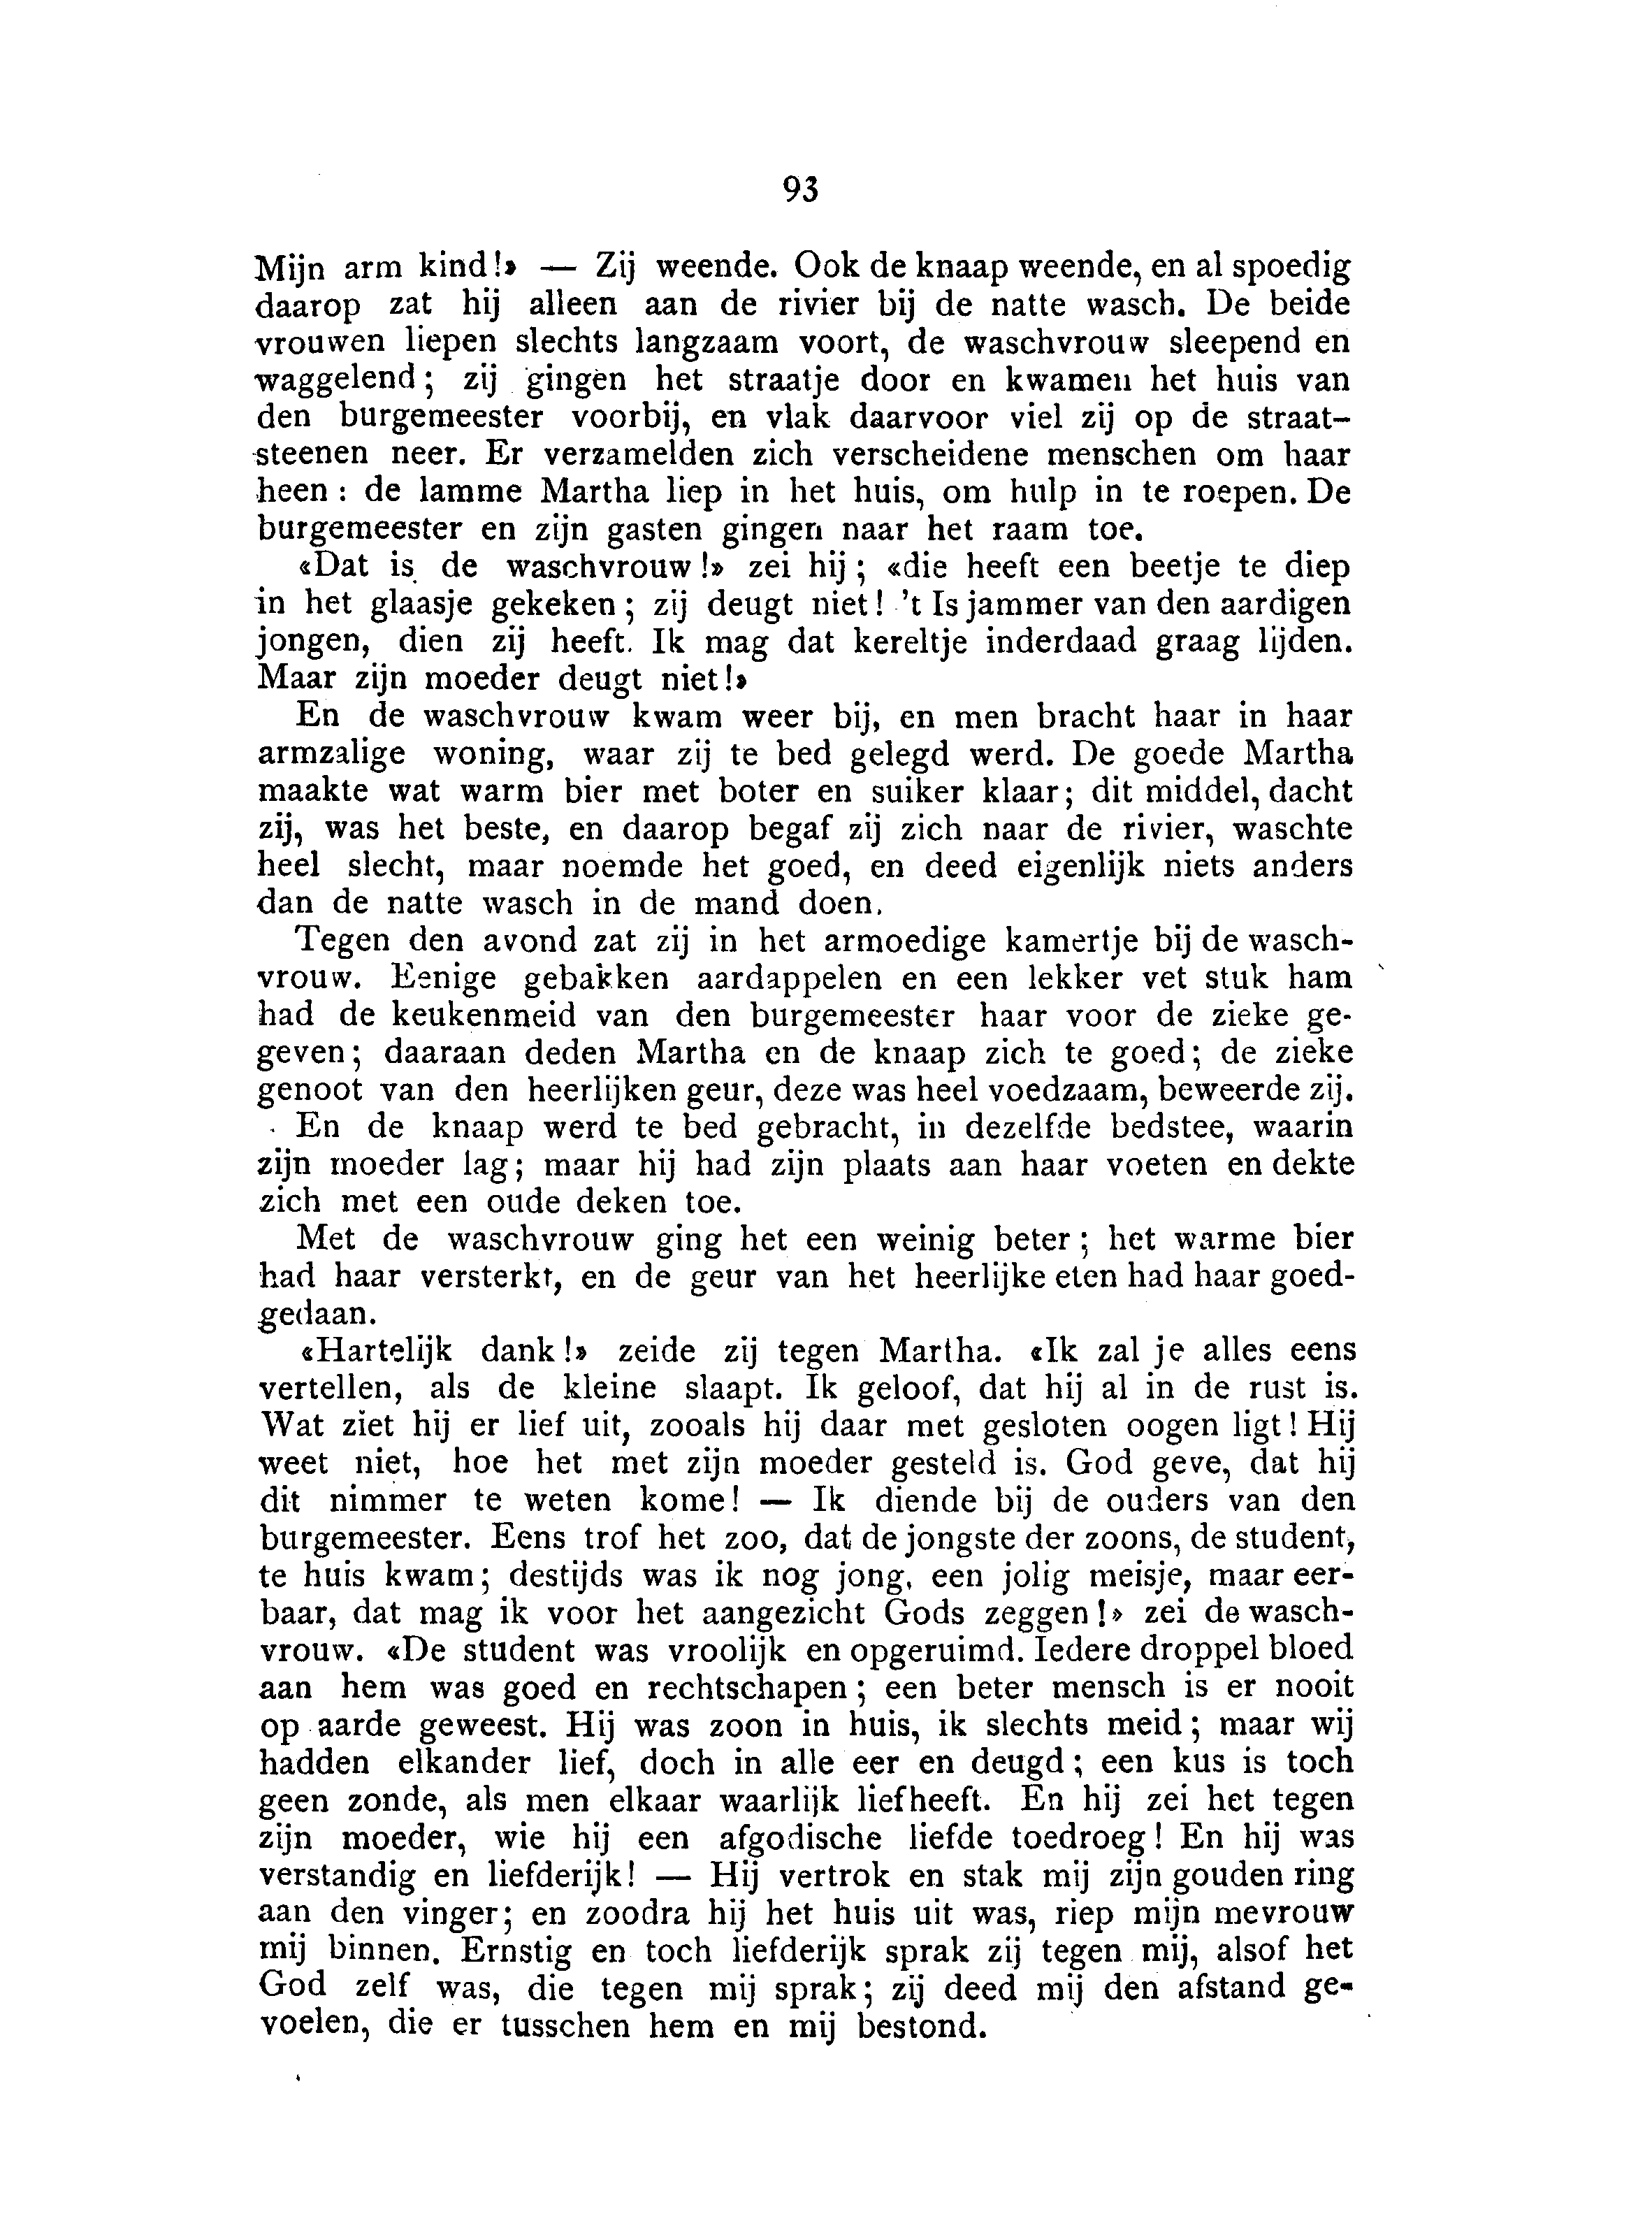 93
Mijn arm kind!» — Zij weende. Ook de knaap weende, en al spoedig
daarop zat hij alleen aan de rivier bij de natte wasch. De beide
vrouwen liepen slechts langzaam voort, de waschvrouw sleepend en
waggelend; zij gingen het straatje door en kwamen het huis van
den burgemeester voorbij, en vlak daarvoor viel zij op de straat-
steenen neer. Er verzamelden zich verscheidene menschen om haar
heen: de lamme Martha liep in het huis, om hulp in te roepen. De
burgemeester en zijn gasten gingen naar het raam toe.
«Dat is de waschvrouw!» zei hij; «die heeft een beetje te diep
in het glaasje gekeken; zij deugt niet! 't Is jammer van den aardigen
jongen, dien zij heeft. Ik mag dat kereltje inderdaad graag lijden.
Maar zijn moeder deugt niet!»
En de waschvrouw kwam weer bij, en men bracht haar in haar
armzalige woning, waar zij te bed gelegd werd. De goede Martha
maakte wat warm bier met boter en suiker klaar; dit middel, dacht
zij, was het beste, en daarop begaf zij zich naar de rivier, waschte
heel slecht, maar noemde het goed, en deed eigenlijk niets anders
dan de natte wasch in de mand doen.
Tegen den avond zat zij in het armoedige kamertje bij de wasch-
vrouw. Eenige gebakken aardappelen en een lekker vet stuk ham
had de keukenmeid van den burgemeester haar voor de zieke ge-
geven; daaraan deden Martha en de knaap zich te goed; de zieke
genoot van den heerlijken geur, deze was heel voedzaam, beweerde zij.
En de knaap werd te bed gebracht, in dezelfde bedstee, waarin
zijn moeder lag; maar hij had zijn plaats aan haar voeten en dekte
zich met een oude deken toe.
Met de waschvrouw ging het een weinig beter; het warme bier
had haar versterkt, en de geur van het heerlijke eten had haar goed-
gedaan.
«Hartelijk dank!» zeide zij tegen Martha. «Ik zal je alles eens
vertellen, als de kleine slaapt. Ik geloof, dat hij al in de rust is.
Wat ziet hij er lief uit, zooals hij daar met gesloten oogen ligt! Hij
weet niet, hoe het met zijn moeder gesteld is. God geve, dat hij
dit nimmer te weten kome! — Ik diende bij de ouders van den
burgemeester. Eens trof het zoo, dat de jongste der zoons, de student,
te huis kwam; destijds was ik nog jong, een jolig meisje, maar eer-
baar, dat mag ik voor het aangezicht Gods zeggen!» zei de wasch-
vrouw. «De student was vroolijk en opgeruimd. Iedere droppel bloed
aan hem was goed en rechtschapen; een beter mensch is er nooit
op aarde geweest. Hij was zoon in huis, ik slechts meid; maar wij
hadden elkander lief, doch in alle eer en deugd; een kus is toch
geen zonde, als men elkaar waarlijk liefheeft. En hij zei het tegen
zijn moeder, wie hij een afgodische liefde toedroeg! En hij was
verstandig en liefderijk! — Hij vertrok en stak mij zijn gouden ring
aan den vinger; en zoodra hij het huis uit was, riep mijn mevrouw
mij binnen. Ernstig en toch liefderijk sprak zij tegen mij, alsof het
God zelf was, die tegen mij sprak; zij deed mij den afstand ge-
voelen, die er tusschen hem en mij bestond.